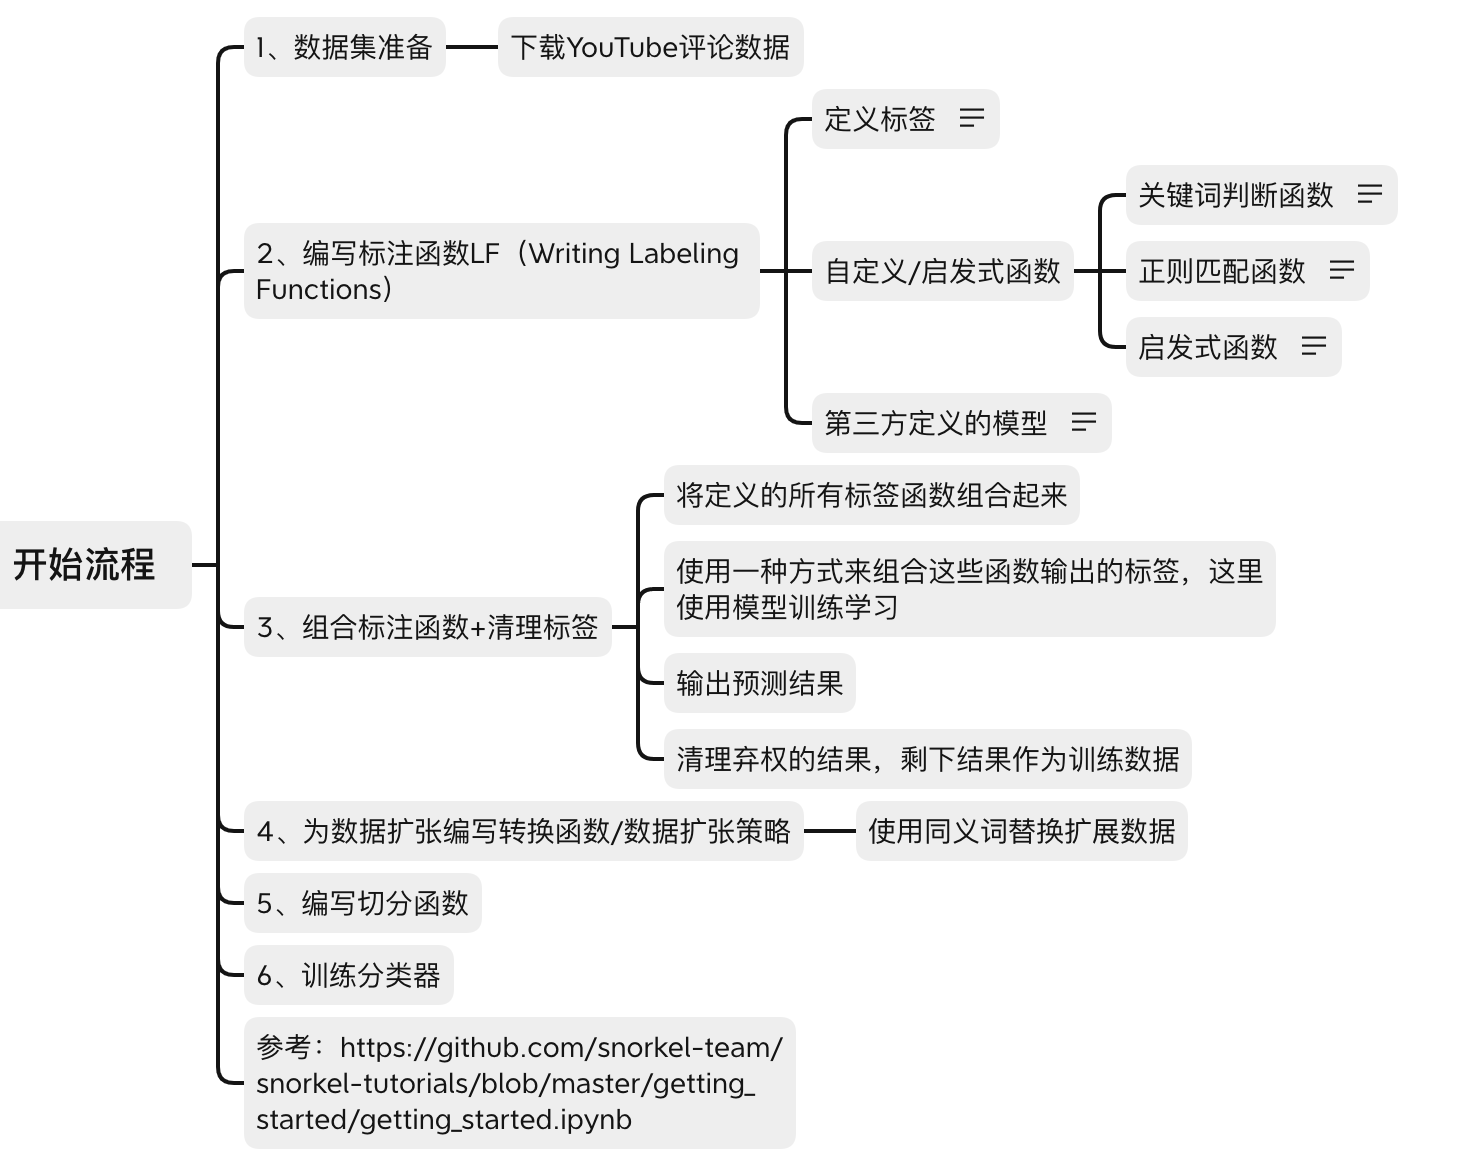 1、数据集准备
下载YouTube评论数据
定义标签
关键词判断函数
2、编写标注函数LF（Writing Labeling
Functions）
自定义/启发式函数
正则匹配函数
启发式函数
第三方定义的模型
将定义的所有标签函数组合起来
开始流程
使用一种方式来组合这些函数输出的标签，这里
使用模型训练学习
3、组合标注函数+清理标签
输出预测结果
清理弃权的结果，剩下结果作为训练数据
4、为数据扩张编写转换函数/数据扩张策略
使用同义词替换扩展数据
5、编写切分函数
6、训练分类器
参考：https://github.com/snorkel-team/
snorkel-tutorials/blob/master/getting_
started/getting_started.ipynb